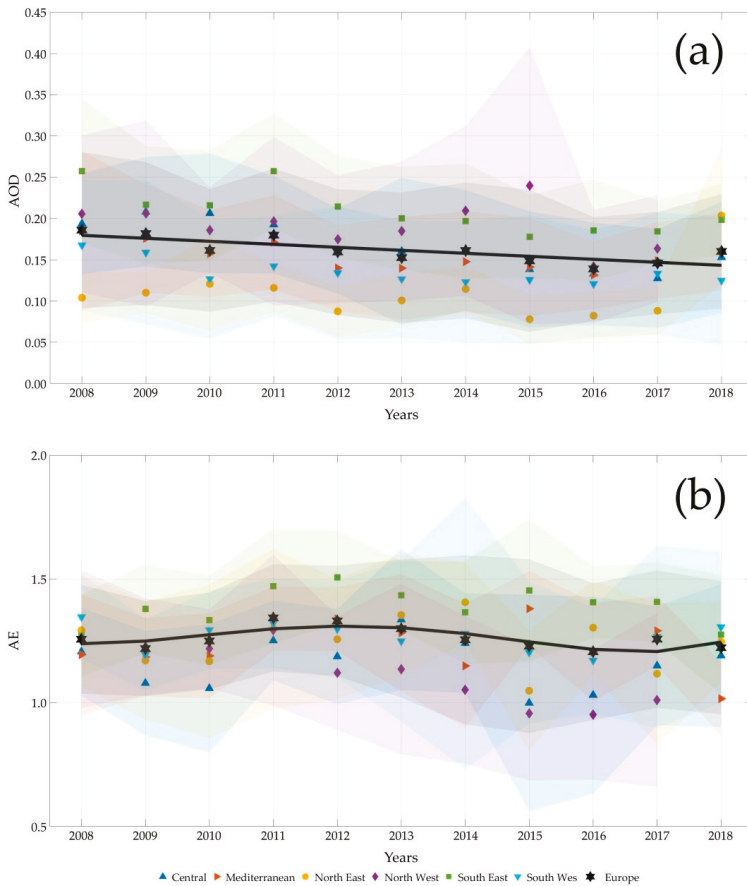 (a)
0.45
0.40
0.35
0.30
0.25
0.20
0.15
0.10
0.05
0.00
AOD
2008 2009 2010 2011 2012 2013 2014 2015 2016 2017 2018
Years
(b)
2.0
1.5
1.0
0.5
AE
2008 2009 2010 2011 2012 2013 2014 2015 2016 2017 2018
Years
Central Mediterranean North East North West South East South Wes Europe